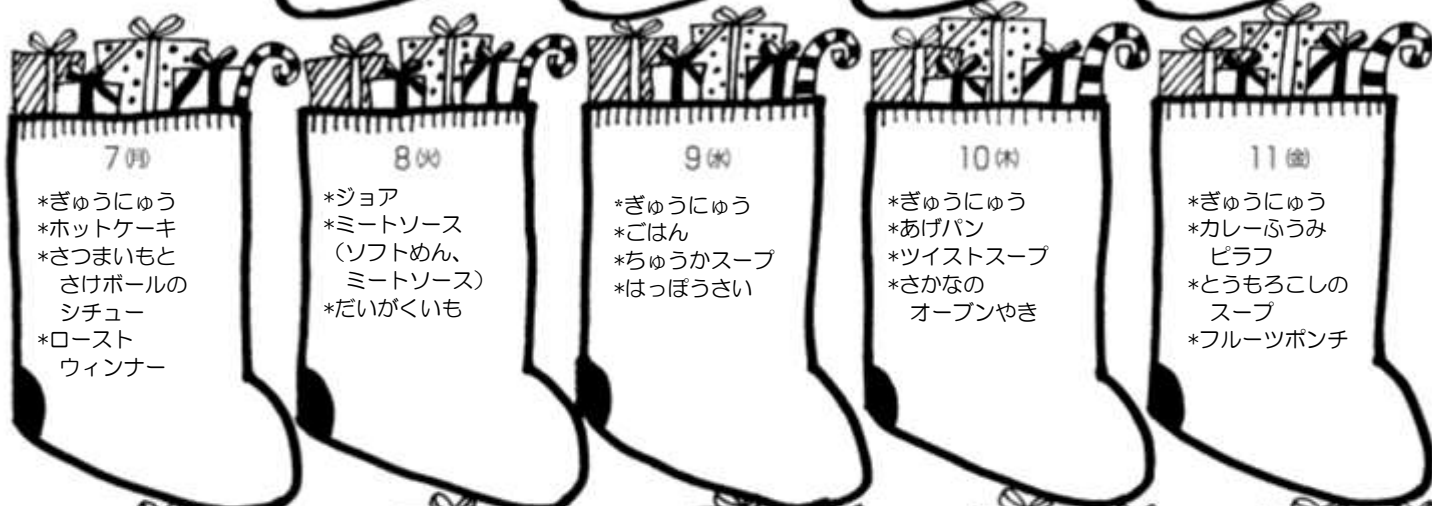 7(月)
*ぎゅうにゅう
*ホットケーキ
*さつまいもと
さけボールの
シチュー
*ロースト
ウィンナー
8(火)
*ジョア
*ミートソース
(ソフトめん、
ミートソース)
*だいがくいも
9(水)
*ぎゅうにゅう
*ごはん
*ちゅうかスープ
*はっぽうさい
10(木)
*ぎゅうにゅう
*あげパン
*ツイストスープ
*さかなの
オーブンやき
11(金)
*ぎゅうにゅう
*カレーふうみ
ピラフ
*とうもろこしの
スープ
*フルーツポンチ